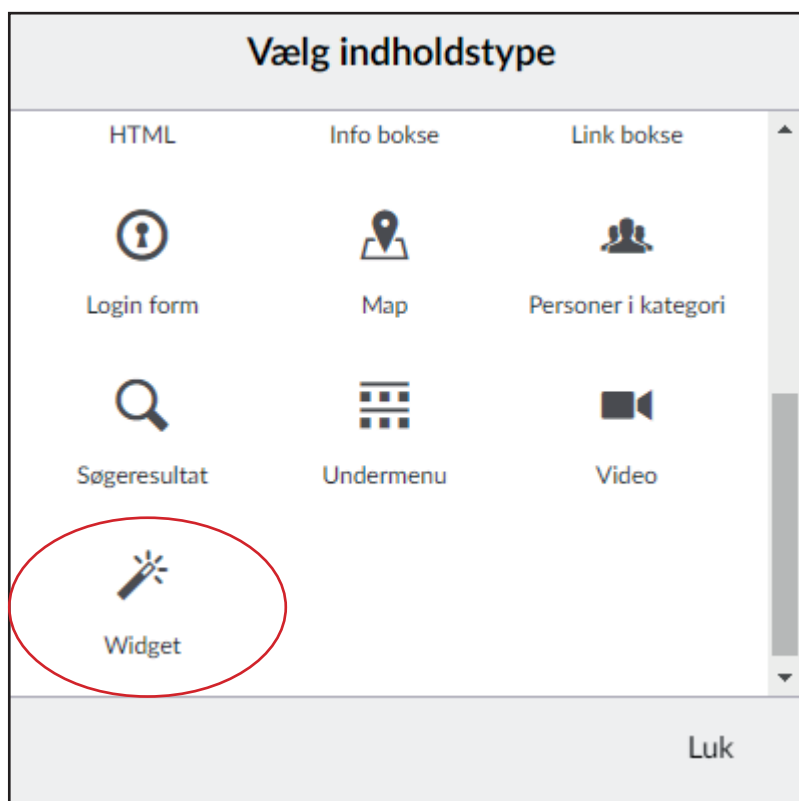 Vælg indholdstype
HTML Info bokse Link bokse
Login form Map Personer i kategori
Søgeresultat Undermenu Video
Widget
Luk